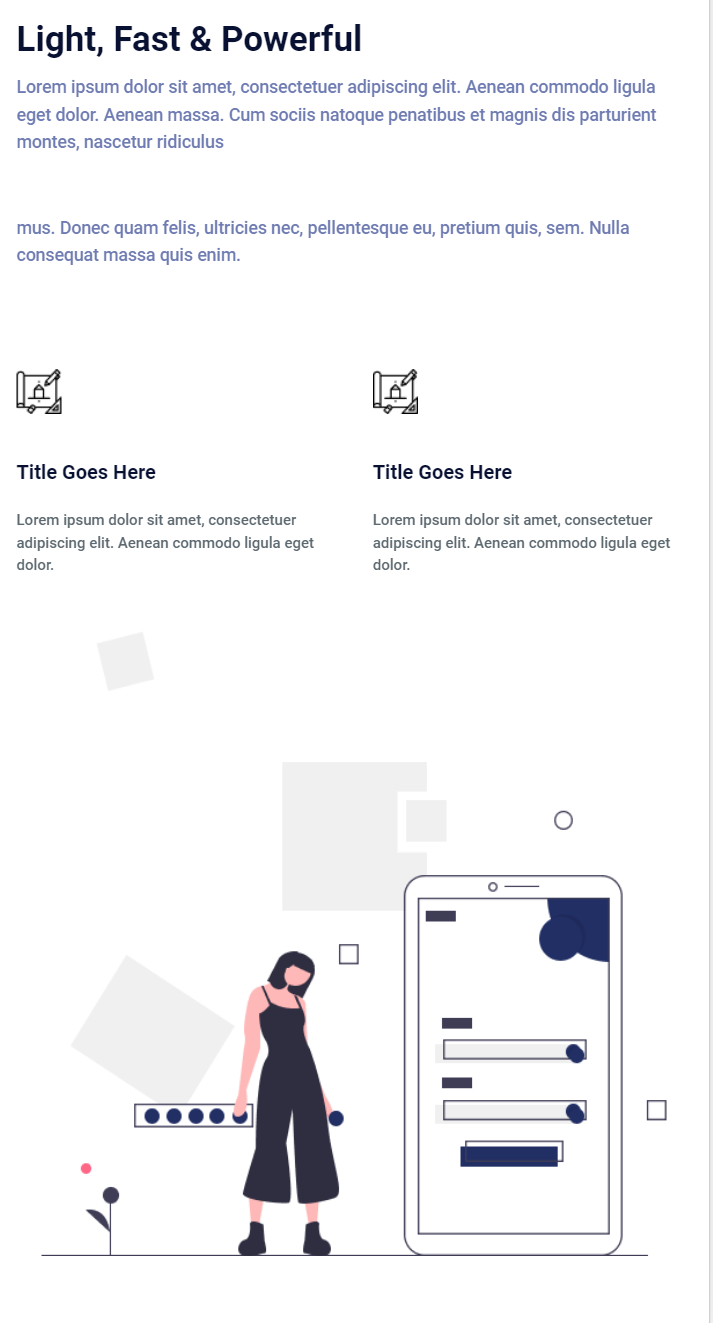 Light, Fast & Powerful
Lorem ipsum dolor sit amet, consectetuer adipiscing elit. Aenean commodo ligula
eget dolor. Aenean massa. Cum sociis natoque penatibus et magnis dis parturient
montes, nascetur ridiculus
mus. Donec quam felis, ultricies nec, pellentesque eu, pretium quis, sem. Nulla
consequat massa quis enim.
Title Goes Here
Lorem ipsum dolor sit amet, consectetuer
adipiscing elit. Aenean commodo ligula eget
dolor.
Title Goes Here
Lorem ipsum dolor sit amet, consectetuer
adipiscing elit. Aenean commodo ligula eget
dolor.